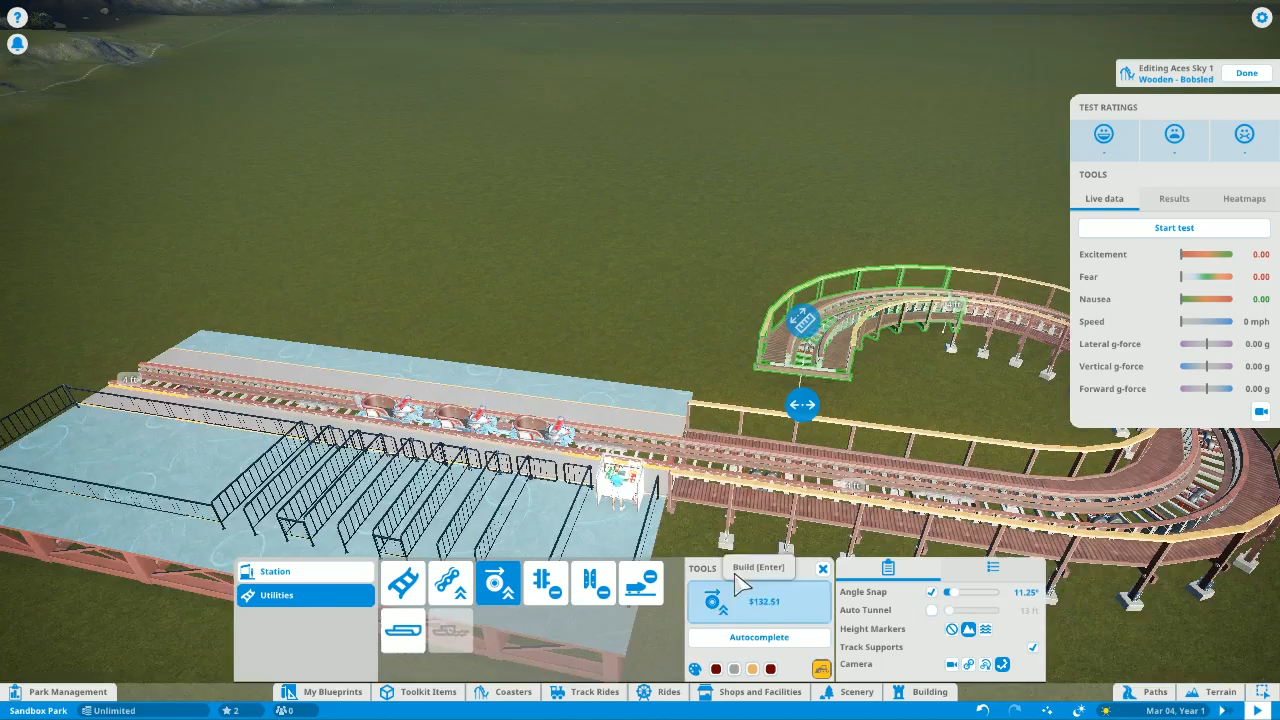 ?
Editing Aces Sky 1
Wooden - Bobsled
Done
TEST RATINGS
- - -
TOOLS
Live data Results Heatmaps
Start test
Excitement 0.00
Fear 0.00
Nausea 0.00
Speed 0 mph
Lateral g-force 0.00 g
Vertical g-force 0.00 g
Forward g-force 0.00 g
4 ft
Station
Utilities
TOOLS
Build [Enter]
$132.51
Autocomplete
Angle Snap 11.25°
Auto Tunnel 13 ft
Height Markers
Track Supports
Camera
Park Management My Blueprints Toolkit Items Coasters Track Rides Rides Shops and Facilities Scenery Building Paths Terrain
Sandbox Park Unlimited 2 0 Mar 04, Year 1